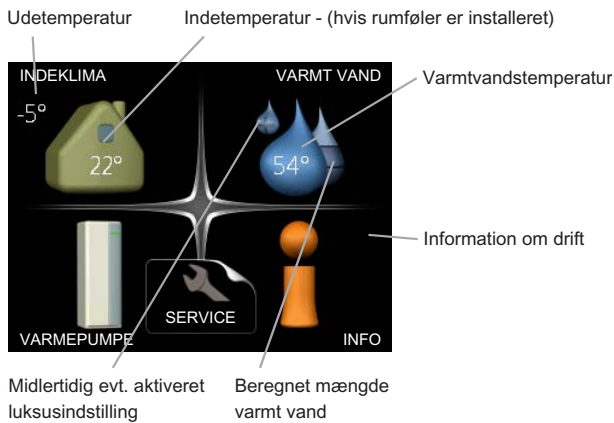 Udetemperatur
Indetemperatur - (hvis rumføler er installeret)
INDEKLIMA
VARMT VAND
Varmtvandstemperatur
-5°
22°
54°
Information om drift
SERVICE
VARMEPUMPE
INFO
Midlertidig evt. aktiveret
luksusindstilling
Beregnet mængde
varmt vand